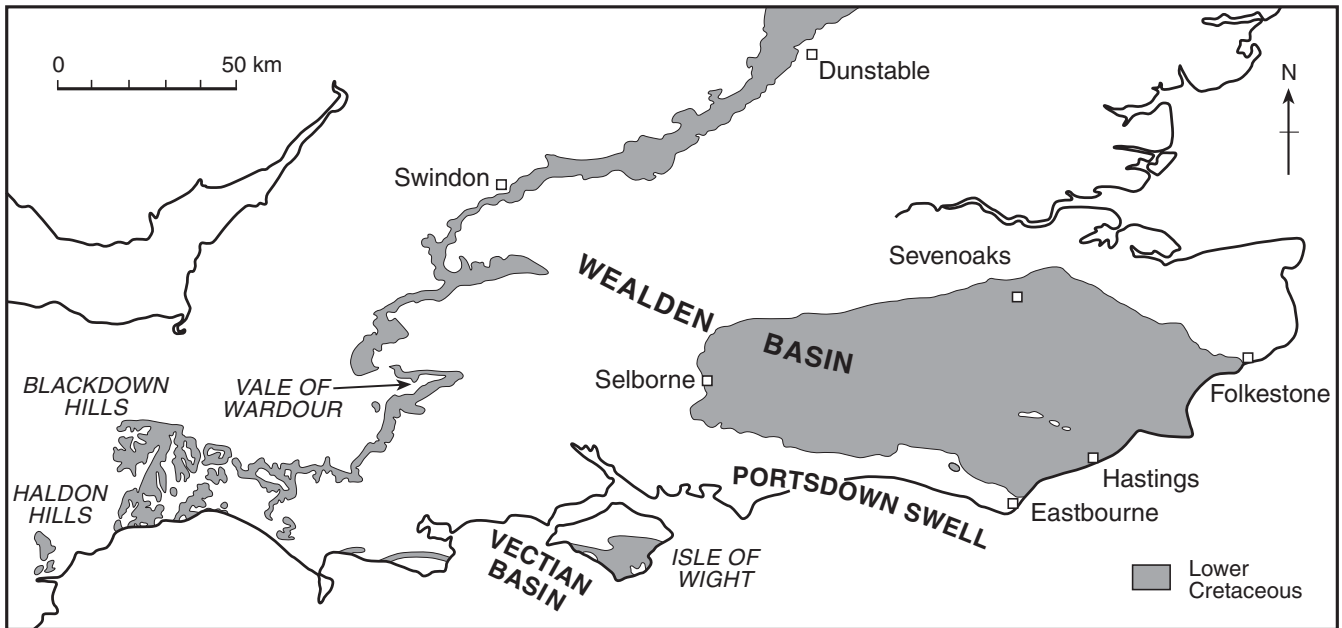 0 50 km
Dunstable
N
Swindon
Sevenoaks
WEALDEN
BASIN
BLACKDOWN
HILLS
VALE OF
WARDOUR
Selborne
Folkestone
HALDON
HILLS
PORTSDOWN SWELL
Hastings
Eastbourne
VECTIAN
BASIN
ISLE OF
WIGHT
Lower
Cretaceous